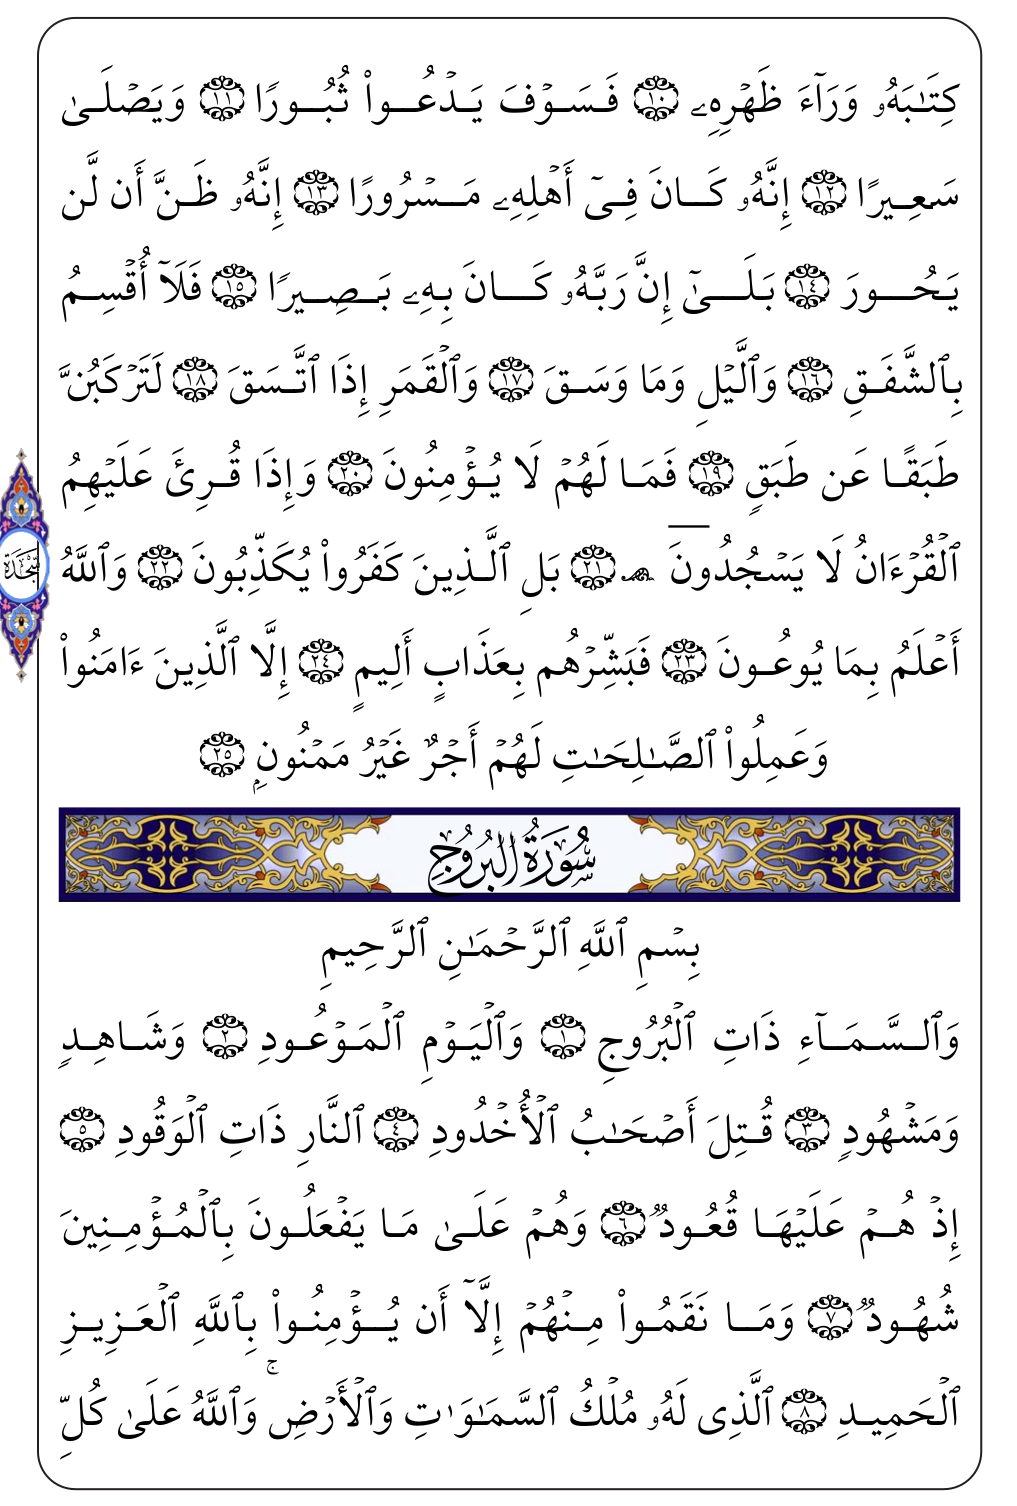 كِتَٰبَهُۥ وَرَآءَ ظَهْرِهِۦ ۝١٠ فَسَوْفَ يَدْعُوا۟ ثُبُورًا ۝١١ وَيَصْلَىٰ
سَعِيرًا ۝١٢ إِنَّهُۥ كَانَ فِىٓ أَهْلِهِۦ مَسْرُورًا ۝١٣ إِنَّهُۥ ظَنَّ أَن لَّن
يَحُورَ ۝١٤ بَلَىٰٓ إِنَّ رَبَّهُۥ كَانَ بِهِۦ بَصِيرًا ۝١٥ فَلَآ أُقْسِمُ
بِٱلشَّفَقِ ۝١٦ وَٱلَّيْلِ وَمَا وَسَقَ ۝١٧ وَٱلْقَمَرِ إِذَا ٱتَّسَقَ ۝١٨ لَتَرْكَبُنَّ
طَبَقًا عَن طَبَقٍ ۝١٩ فَمَا لَهُمْ لَا يُؤْمِنُونَ ۝٢٠ وَإِذَا قُرِئَ عَلَيْهِمُ
ٱلْقُرْءَانُ لَا يَسْجُدُونَ ۩ ۝٢١ بَلِ ٱلَّذِينَ كَفَرُوا۟ يُكَذِّبُونَ ۝٢٢ وَٱللَّهُ
سَّجْدَة
أَعْلَمُ بِمَا يُوعُونَ ۝٢٣ فَبَشِّرْهُم بِعَذَابٍ أَلِيمٍ ۝٢٤ إِلَّا ٱلَّذِينَ ءَامَنُوا۟
وَعَمِلُوا۟ ٱلصَّٰلِحَٰتِ لَهُمْ أَجْرٌ غَيْرُ مَمْنُونٍۭ ۝٢٥
سُورَةُ البُرُوجِ
بِسْمِ ٱللَّهِ ٱلرَّحْمَٰنِ ٱلرَّحِيمِ
وَٱلسَّمَآءِ ذَاتِ ٱلْبُرُوجِ ۝١ وَٱلْيَوْمِ ٱلْمَوْعُودِ ۝٢ وَشَاهِدٍ
وَمَشْهُودٍ ۝٣ قُتِلَ أَصْحَٰبُ ٱلْأُخْدُودِ ۝٤ ٱلنَّارِ ذَاتِ ٱلْوَقُودِ ۝٥
إِذْ هُمْ عَلَيْهَا قُعُودٌ ۝٦ وَهُمْ عَلَىٰ مَا يَفْعَلُونَ بِٱلْمُؤْمِنِينَ
شُهُودٌ ۝٧ وَمَا نَقَمُوا۟ مِنْهُمْ إِلَّآ أَن يُؤْمِنُوا۟ بِٱللَّهِ ٱلْعَزِيزِ
ٱلْحَمِيدِ ۝٨ ٱلَّذِى لَهُۥ مُلْكُ ٱلسَّمَٰوَٰتِ وَٱلْأَرْضِ ۚ وَٱللَّهُ عَلَىٰ كُلِّ